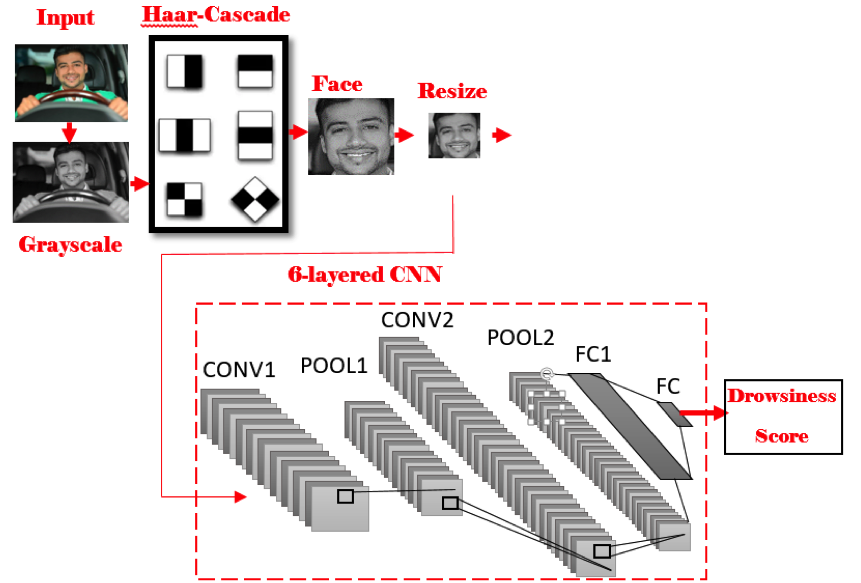 Input
Haar-Cascade
Face
Resize
Grayscale
6-layered CNN
CONV1
POOL1
CONV2
POOL2
FC1
FC
Drowsiness
Score